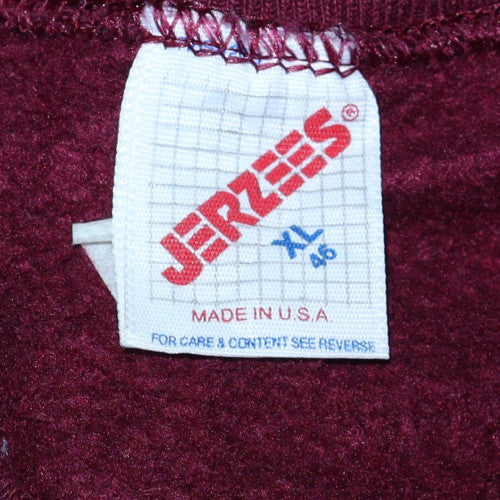 JERZEES®
XL
46
MADE IN U.S.A.
FOR CARE & CONTENT SEE REVERSE